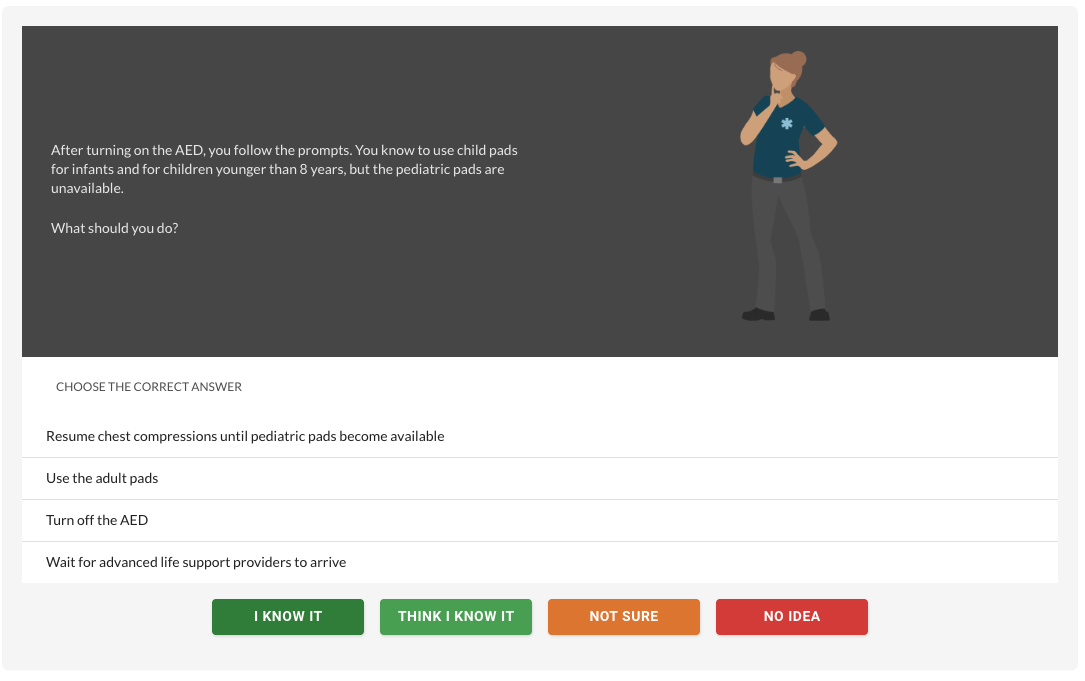 After turning on the AED, you follow the prompts. You know to use child pads
for infants and for children younger than 8 years, but the pediatric pads are
unavailable.
What should you do?
CHOOSE THE CORRECT ANSWER
Resume chest compressions until pediatric pads become available
Use the adult pads
Turn off the AED
Wait for advanced life support providers to arrive
I KNOW IT
THINK I KNOW IT
NOT SURE
NO IDEA